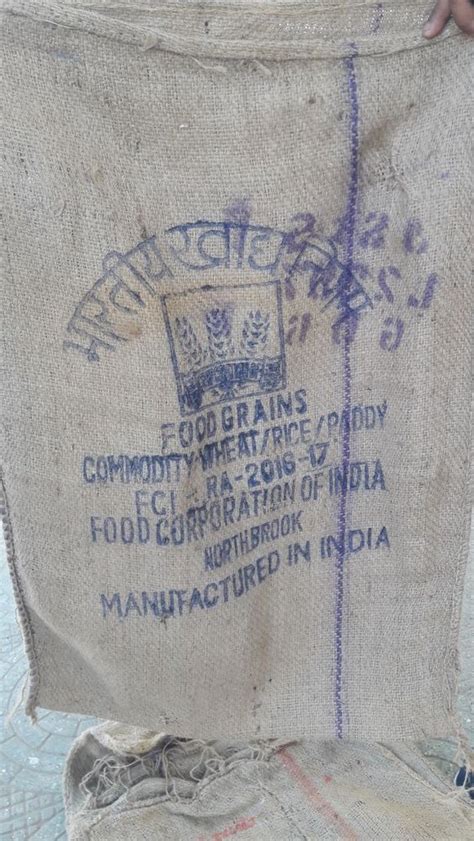 भारतीय खाद्य निगम
FOOD GRAINS
COMMODITY WHEAT/RICE/PADDY
FCI - RA-2016-17
FOOD CORPORATION OF INDIA
NORTHBROOK
MANUFACTURED IN INDIA